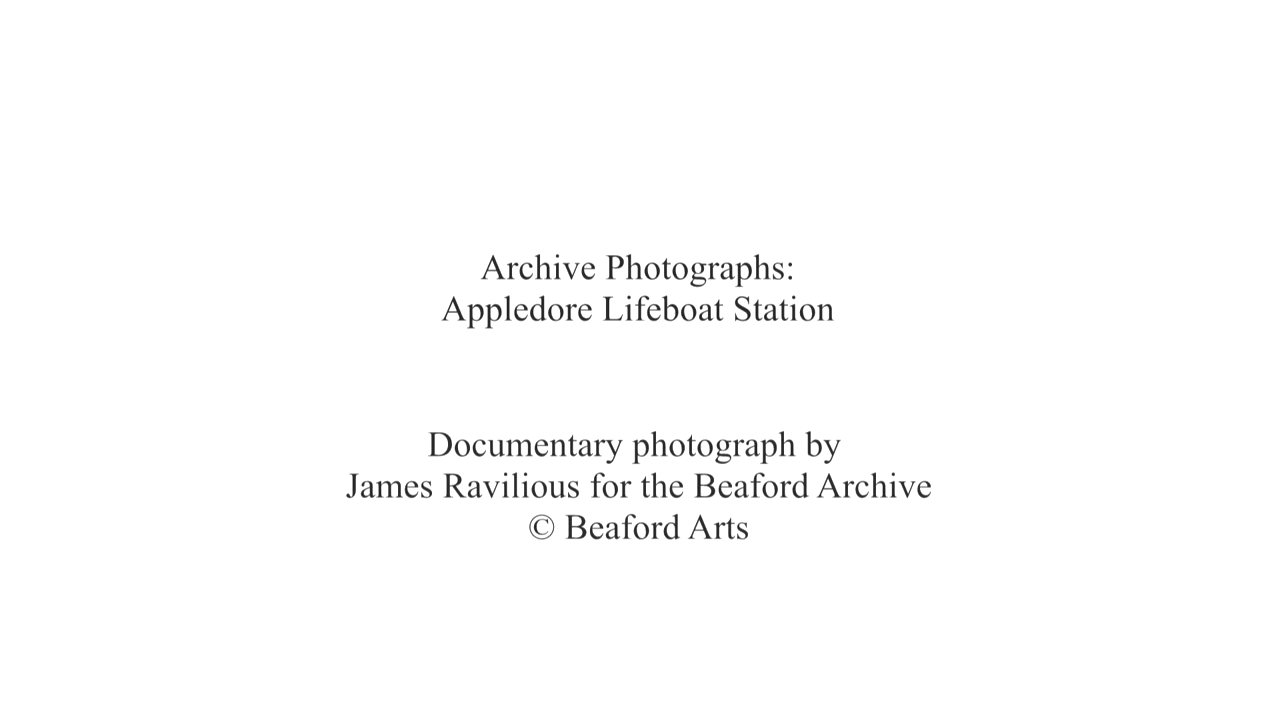 Archive Photographs:
Appledore Lifeboat Station
Documentary photograph by
James Ravilious for the Beaford Archive
© Beaford Arts